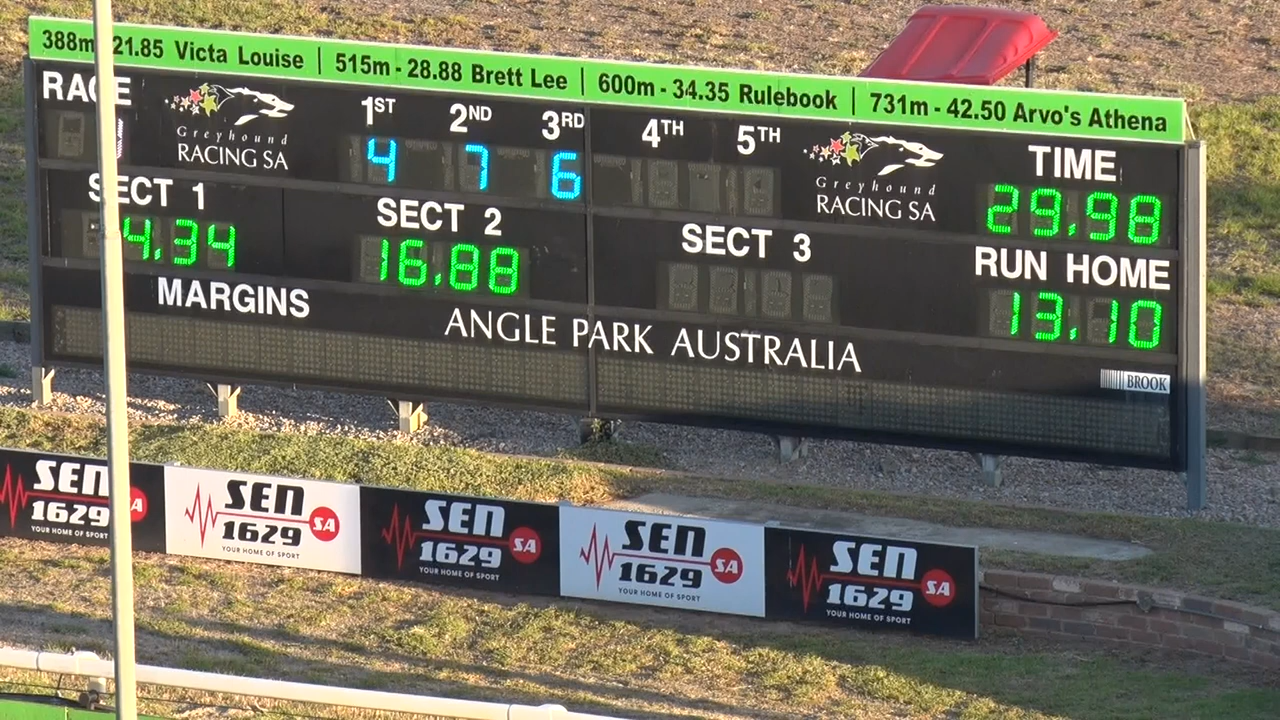 388m 21.85 Victa Louise | 515m - 28.88 Brett Lee | 600m - 34.35 Rulebook | 731m - 42.50 Arvo's Athena
RACE
Greyhound
RACING SA
1ST 2ND 3RD 4TH 5TH
4 7 6
Greyhound
RACING SA
TIME
29.98
SECT 1
4.34
SECT 2
16.88
SECT 3
RUN HOME
13.10
MARGINS
ANGLE PARK AUSTRALIA
BROOK
SEN
1629 SA
YOUR HOME OF SPORT
SEN
1629 SA
YOUR HOME OF SPORT
SEN
1629 SA
YOUR HOME OF SPORT
SEN
1629 SA
YOUR HOME OF SPORT
SEN
1629 SA
YOUR HOME OF SPORT